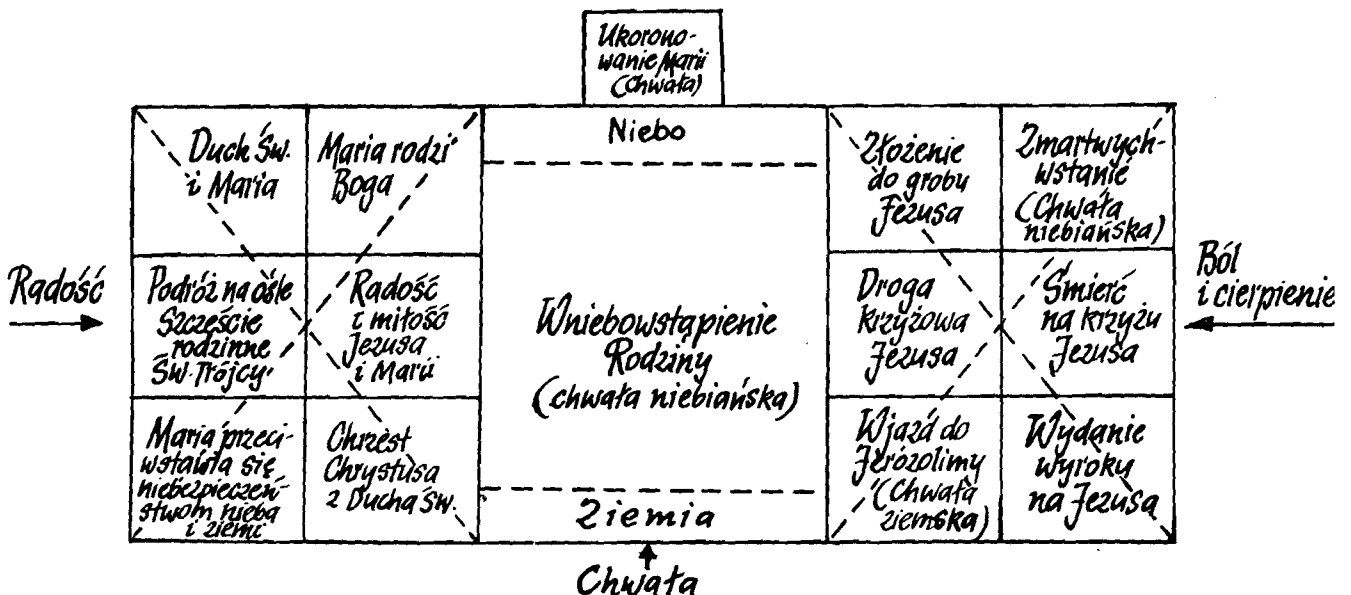 Ukorono-
wanie Marii
(Chwała)
Radość
Duch Św.
i Maria
Maria rodzi
Boga
Podróż na ośle
Szczęście
rodzinne
Św. Trójcy
Radość
i miłość
Jezusa
i Marii
Maria przeci-
wstawia się
niebezpieczeń-
stwom nieba
i ziemi
Chrzest
Chrystusa
z Ducha Św.
Niebo
Wniebowstąpienie
Rodziny
(chwała niebiańska)
Ziemia
Chwała
Złożenie
do grobu
Jezusa
Zmartwych-
wstanie
(Chwała
niebiańska)
Droga
krzyżowa
Jezusa
Śmierć
na krzyżu
Jezusa
Wjazd do
Jerozolimy
(Chwała
ziemska)
Wydanie
wyroku
na Jezusa
Ból
i cierpienie